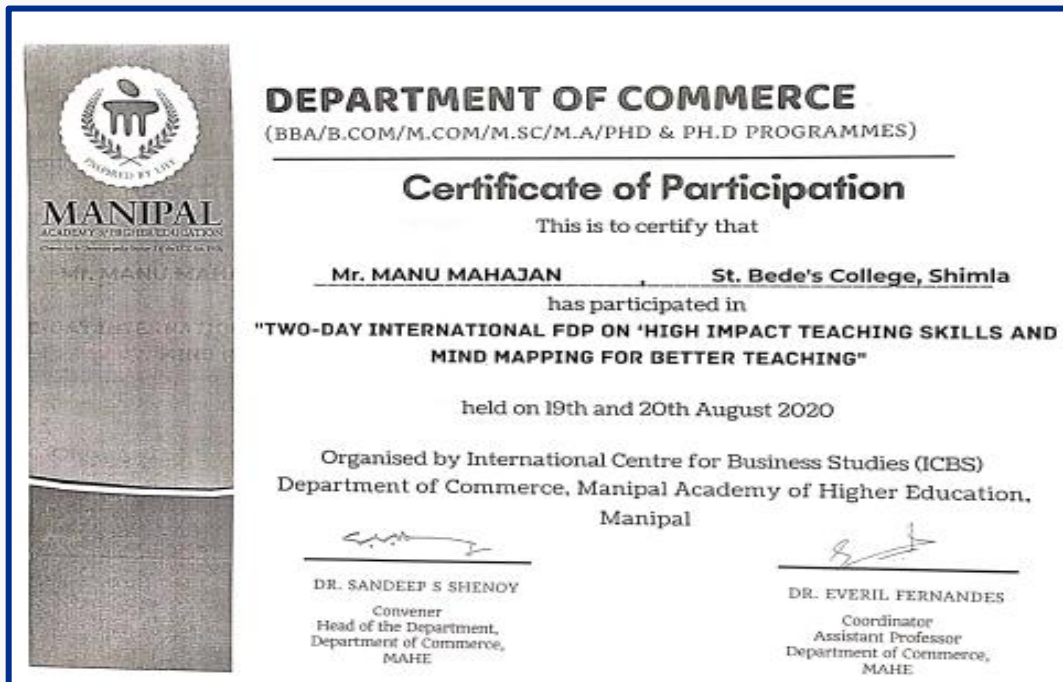 INSPIRED BY LIFE
MANIPAL
ACADEMY of HIGHER EDUCATION
DEPARTMENT OF COMMERCE
(BBA/B.COM/M.COM/M.SC/M.A/PHD & PH.D PROGRAMMES)
Certificate of Participation
This is to certify that
Mr. MANU MAHAJAN , St. Bede's College, Shimla
has participated in
"TWO-DAY INTERNATIONAL FDP ON 'HIGH IMPACT TEACHING SKILLS AND
MIND MAPPING FOR BETTER TEACHING"
held on 19th and 20th August 2020
Organised by International Centre for Business Studies (ICBS)
Department of Commerce, Manipal Academy of Higher Education,
Manipal
DR. SANDEEP S SHENOY
Convener
Head of the Department,
Department of Commerce,
MAHE
DR. EVERIL FERNANDES
Coordinator
Assistant Professor
Department of Commerce,
MAHE